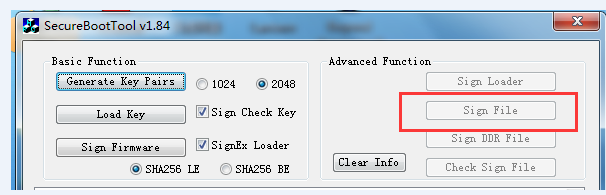 SecureBootTool v1.84
Basic Function
Generate Key Pairs
1024
2048
Load Key
Sign Check Key
Sign Firmware
SignEx Loader
SHA256 LE
SHA256 BE
Advanced Function
Sign Loader
Sign File
Sign DDR File
Clear Info
Check Sign File